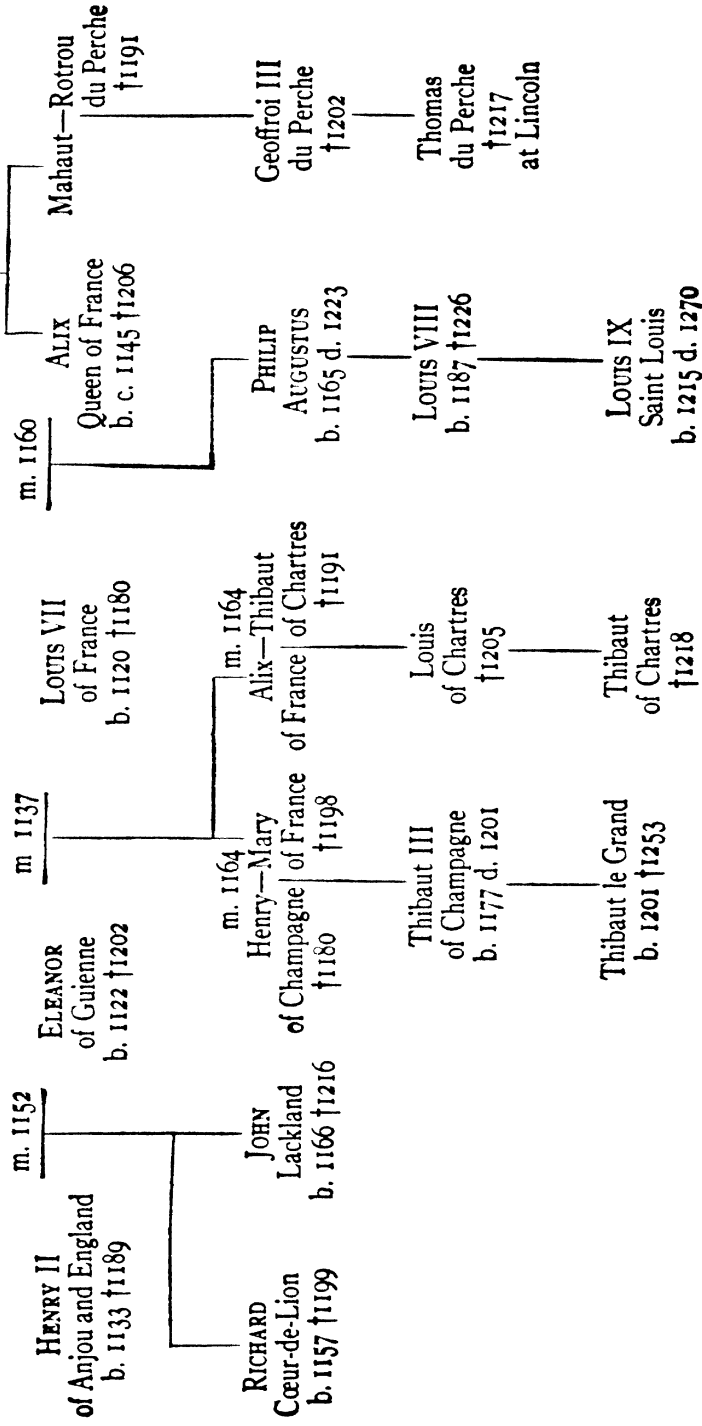 HENRY II
of Anjou and England
b. 1133 †1189
m. 1152
ELEANOR
of Guienne
b. 1122 †1202
m 1137
LOUIS VII
of France
b. 1120 †1180
m. 1160
ALIX
Queen of France
b. c. 1145 †1206
Mahaut—Rotrou
du Perche
†1191
RICHARD
Cœur-de-Lion
b. 1157 †1199
JOHN
Lackland
b. 1166 †1216
m. 1164
Henry—Mary
of Champagne of France
†1180 †1198
m. 1164
Alix—Thibaut
of France of Chartres
†1191
PHILIP
AUGUSTUS
b. 1165 d. 1223
Geoffroi III
du Perche
†1202
Thibaut III
of Champagne
b. 1177 d. 1201
Louis
of Chartres
†1205
LOUIS VIII
b. 1187 †1226
Thomas
du Perche
†1217
at Lincoln
Thibaut le Grand
b. 1201 †1253
Thibaut
of Chartres
†1218
LOUIS IX
Saint Louis
b. 1215 d. 1270